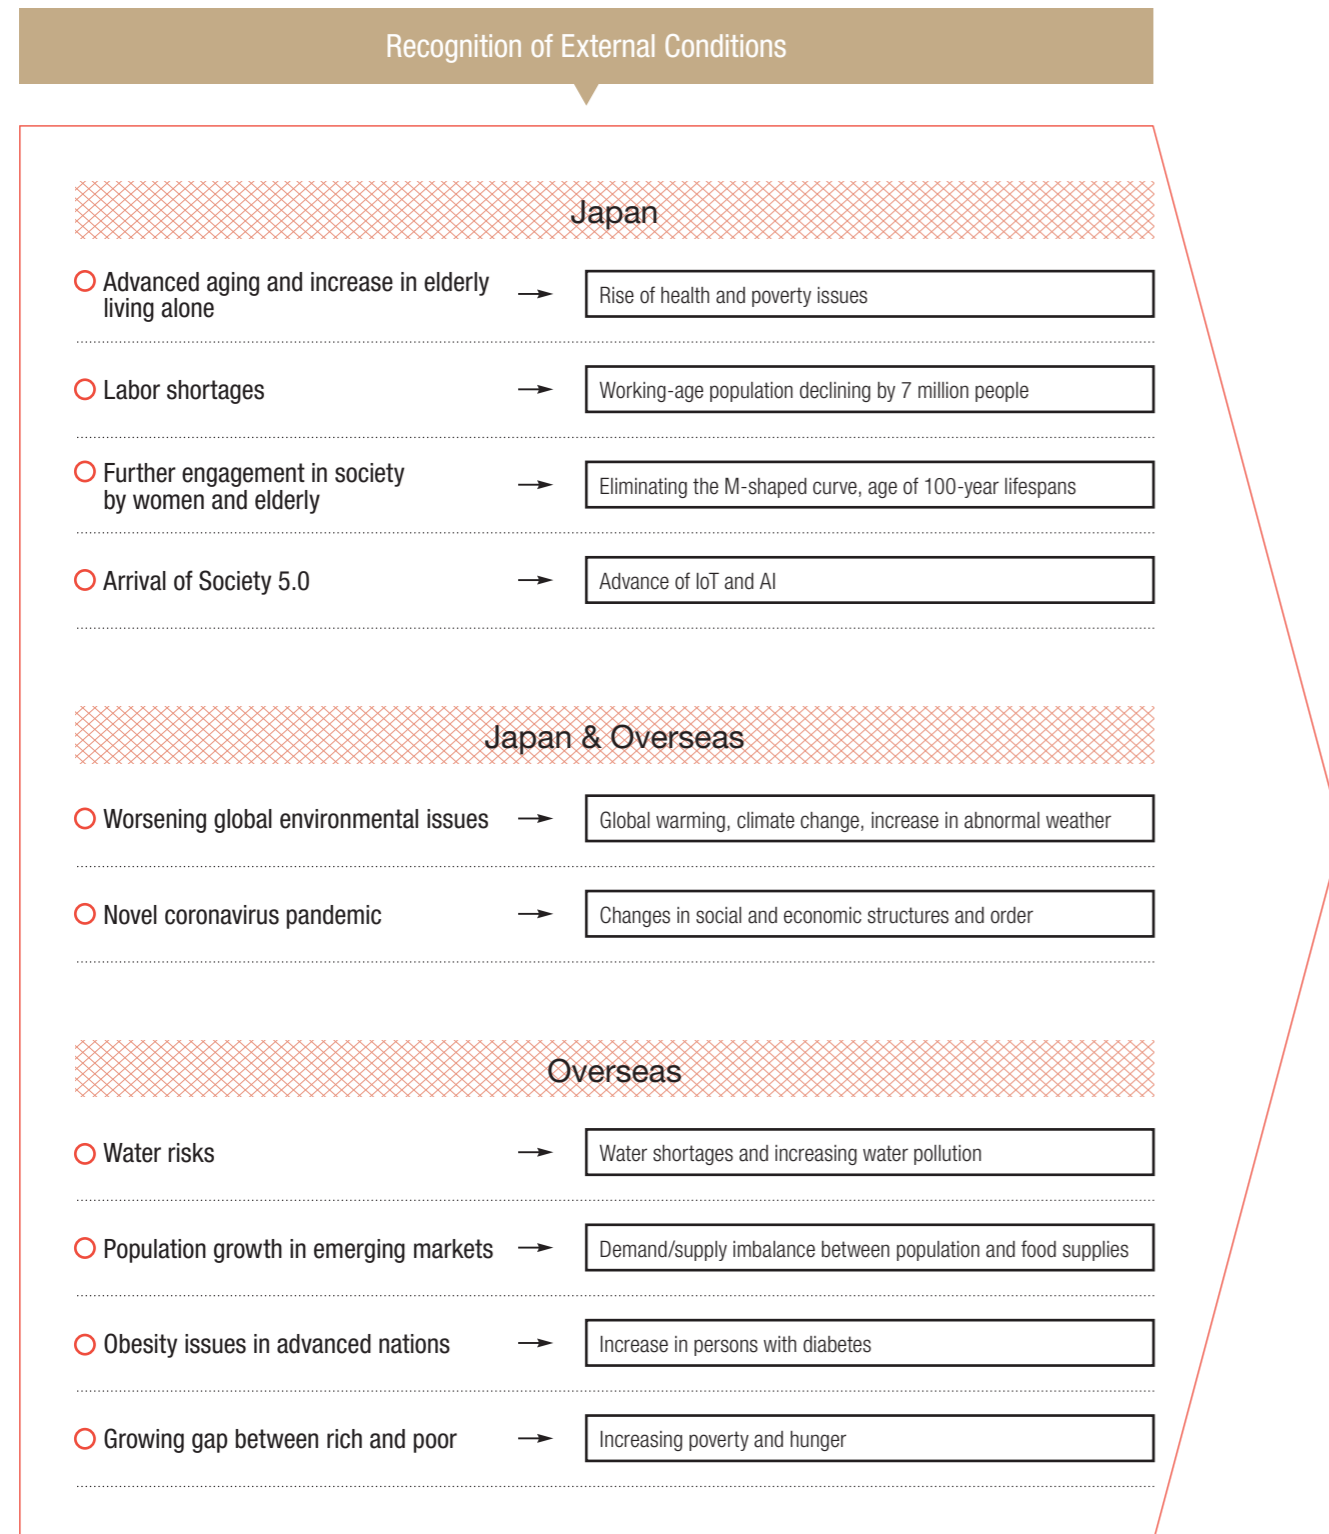 Recognition of External Conditions
Japan
Advanced aging and increase in elderly
living alone
Rise of health and poverty issues
Labor shortages
Working-age population declining by 7 million people
Further engagement in society
by women and elderly
Eliminating the M-shaped curve, age of 100-year lifespans
Arrival of Society 5.0
Advance of IoT and AI
Japan & Overseas
Worsening global environmental issues
Global warming, climate change, increase in abnormal weather
Novel coronavirus pandemic
Changes in social and economic structures and order
Overseas
Water risks
Water shortages and increasing water pollution
Population growth in emerging markets
Demand/supply imbalance between population and food supplies
Obesity issues in advanced nations
Increase in persons with diabetes
Growing gap between rich and poor
Increasing poverty and hunger